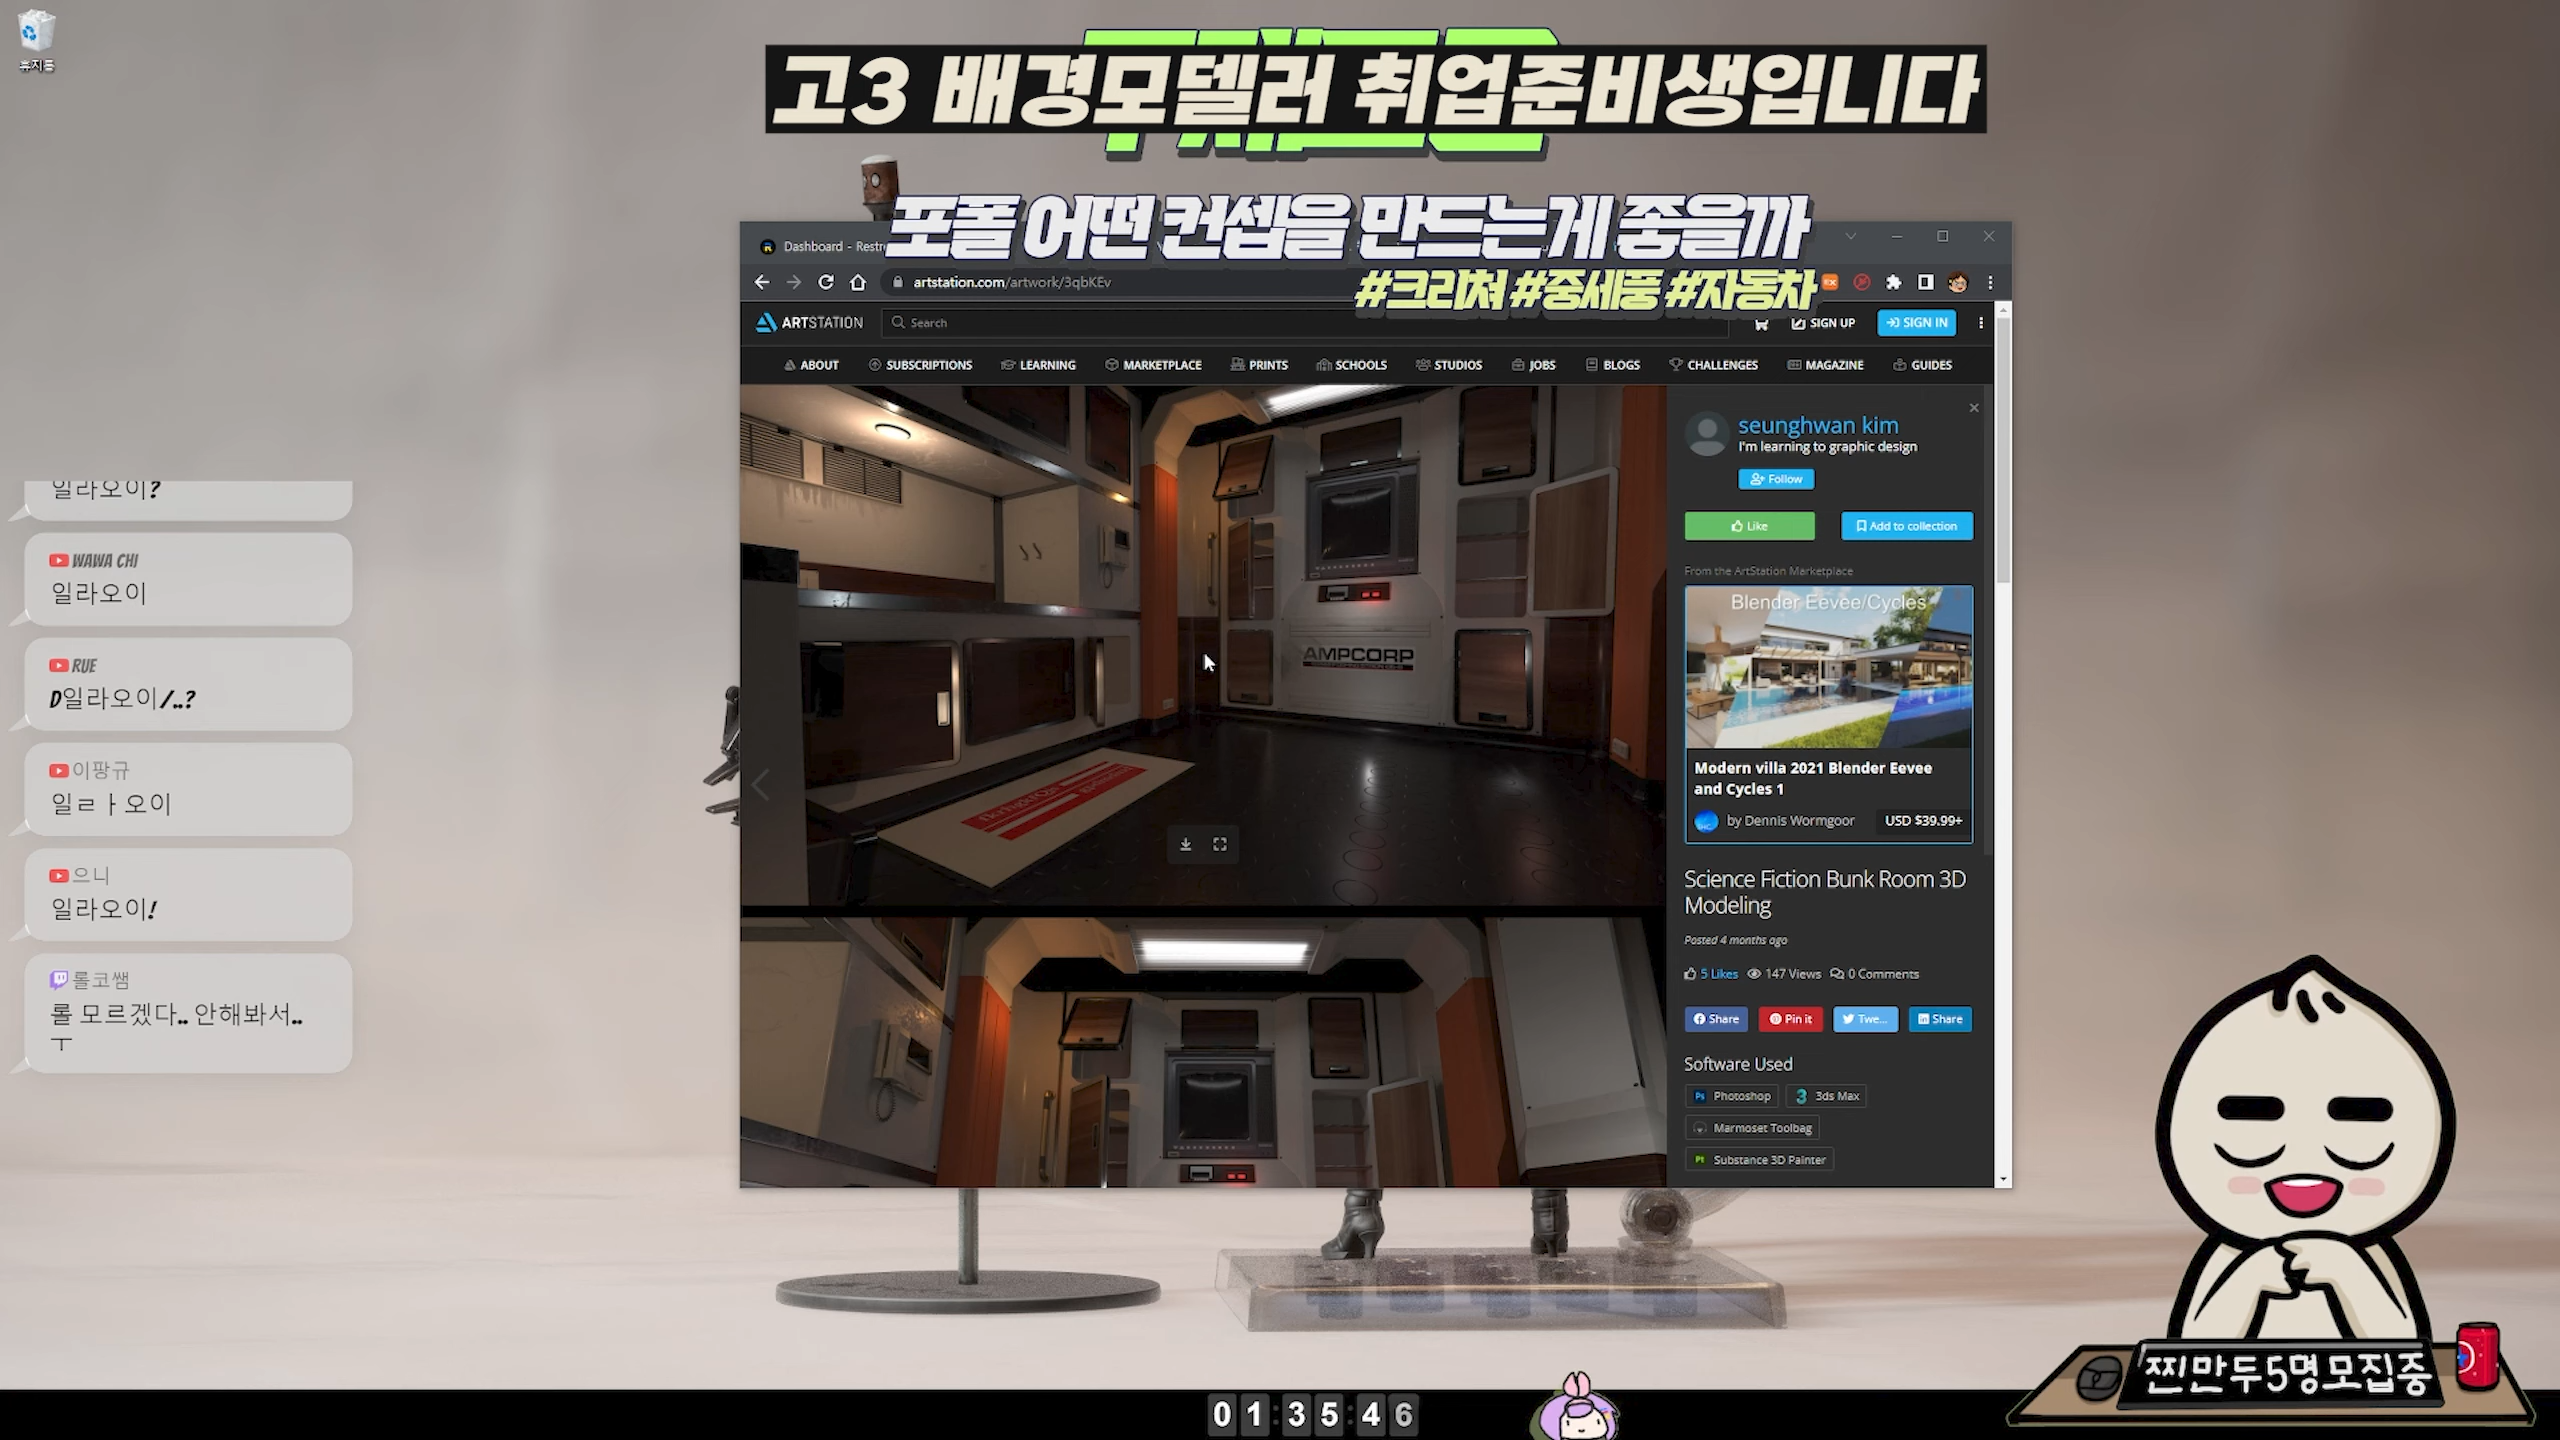 휴지통
고3 배경모델러 취업준비생입니다
포폴 어떤 컨셉을 만드는게 좋을까
#크리쳐 #중세풍 #자동차
Dashboard - Restr
artstation.com/artwork/3qbKEv
ARTSTATION
Search
SIGN UP
SIGN IN
ABOUT
SUBSCRIPTIONS
LEARNING
MARKETPLACE
PRINTS
SCHOOLS
STUDIOS
JOBS
BLOGS
CHALLENGES
MAGAZINE
GUIDES
AMPCORP
seunghwan kim
I'm learning to graphic design
Follow
Like
Add to collection
From the ArtStation Marketplace
Blender Eevee/Cycles
Modern villa 2021 Blender Eevee
and Cycles 1
by Dennis Wormgoor
USD $39.99+
Science Fiction Bunk Room 3D
Modeling
Posted 4 months ago
5 Likes
147 Views
0 Comments
Share
Pin it
Twe...
Share
Software Used
Photoshop
3ds Max
Marmoset Toolbag
Substance 3D Painter
일라오이?
WAWA CHI
일라오이
RUE
D일라오이/..?
이팡규
일ㄹㅏ오이
으니
일라오이!
롤코쌤
롤 모르겠다.. 안해봐서..
ㅜ
찐만두5명모집중
01:35:46